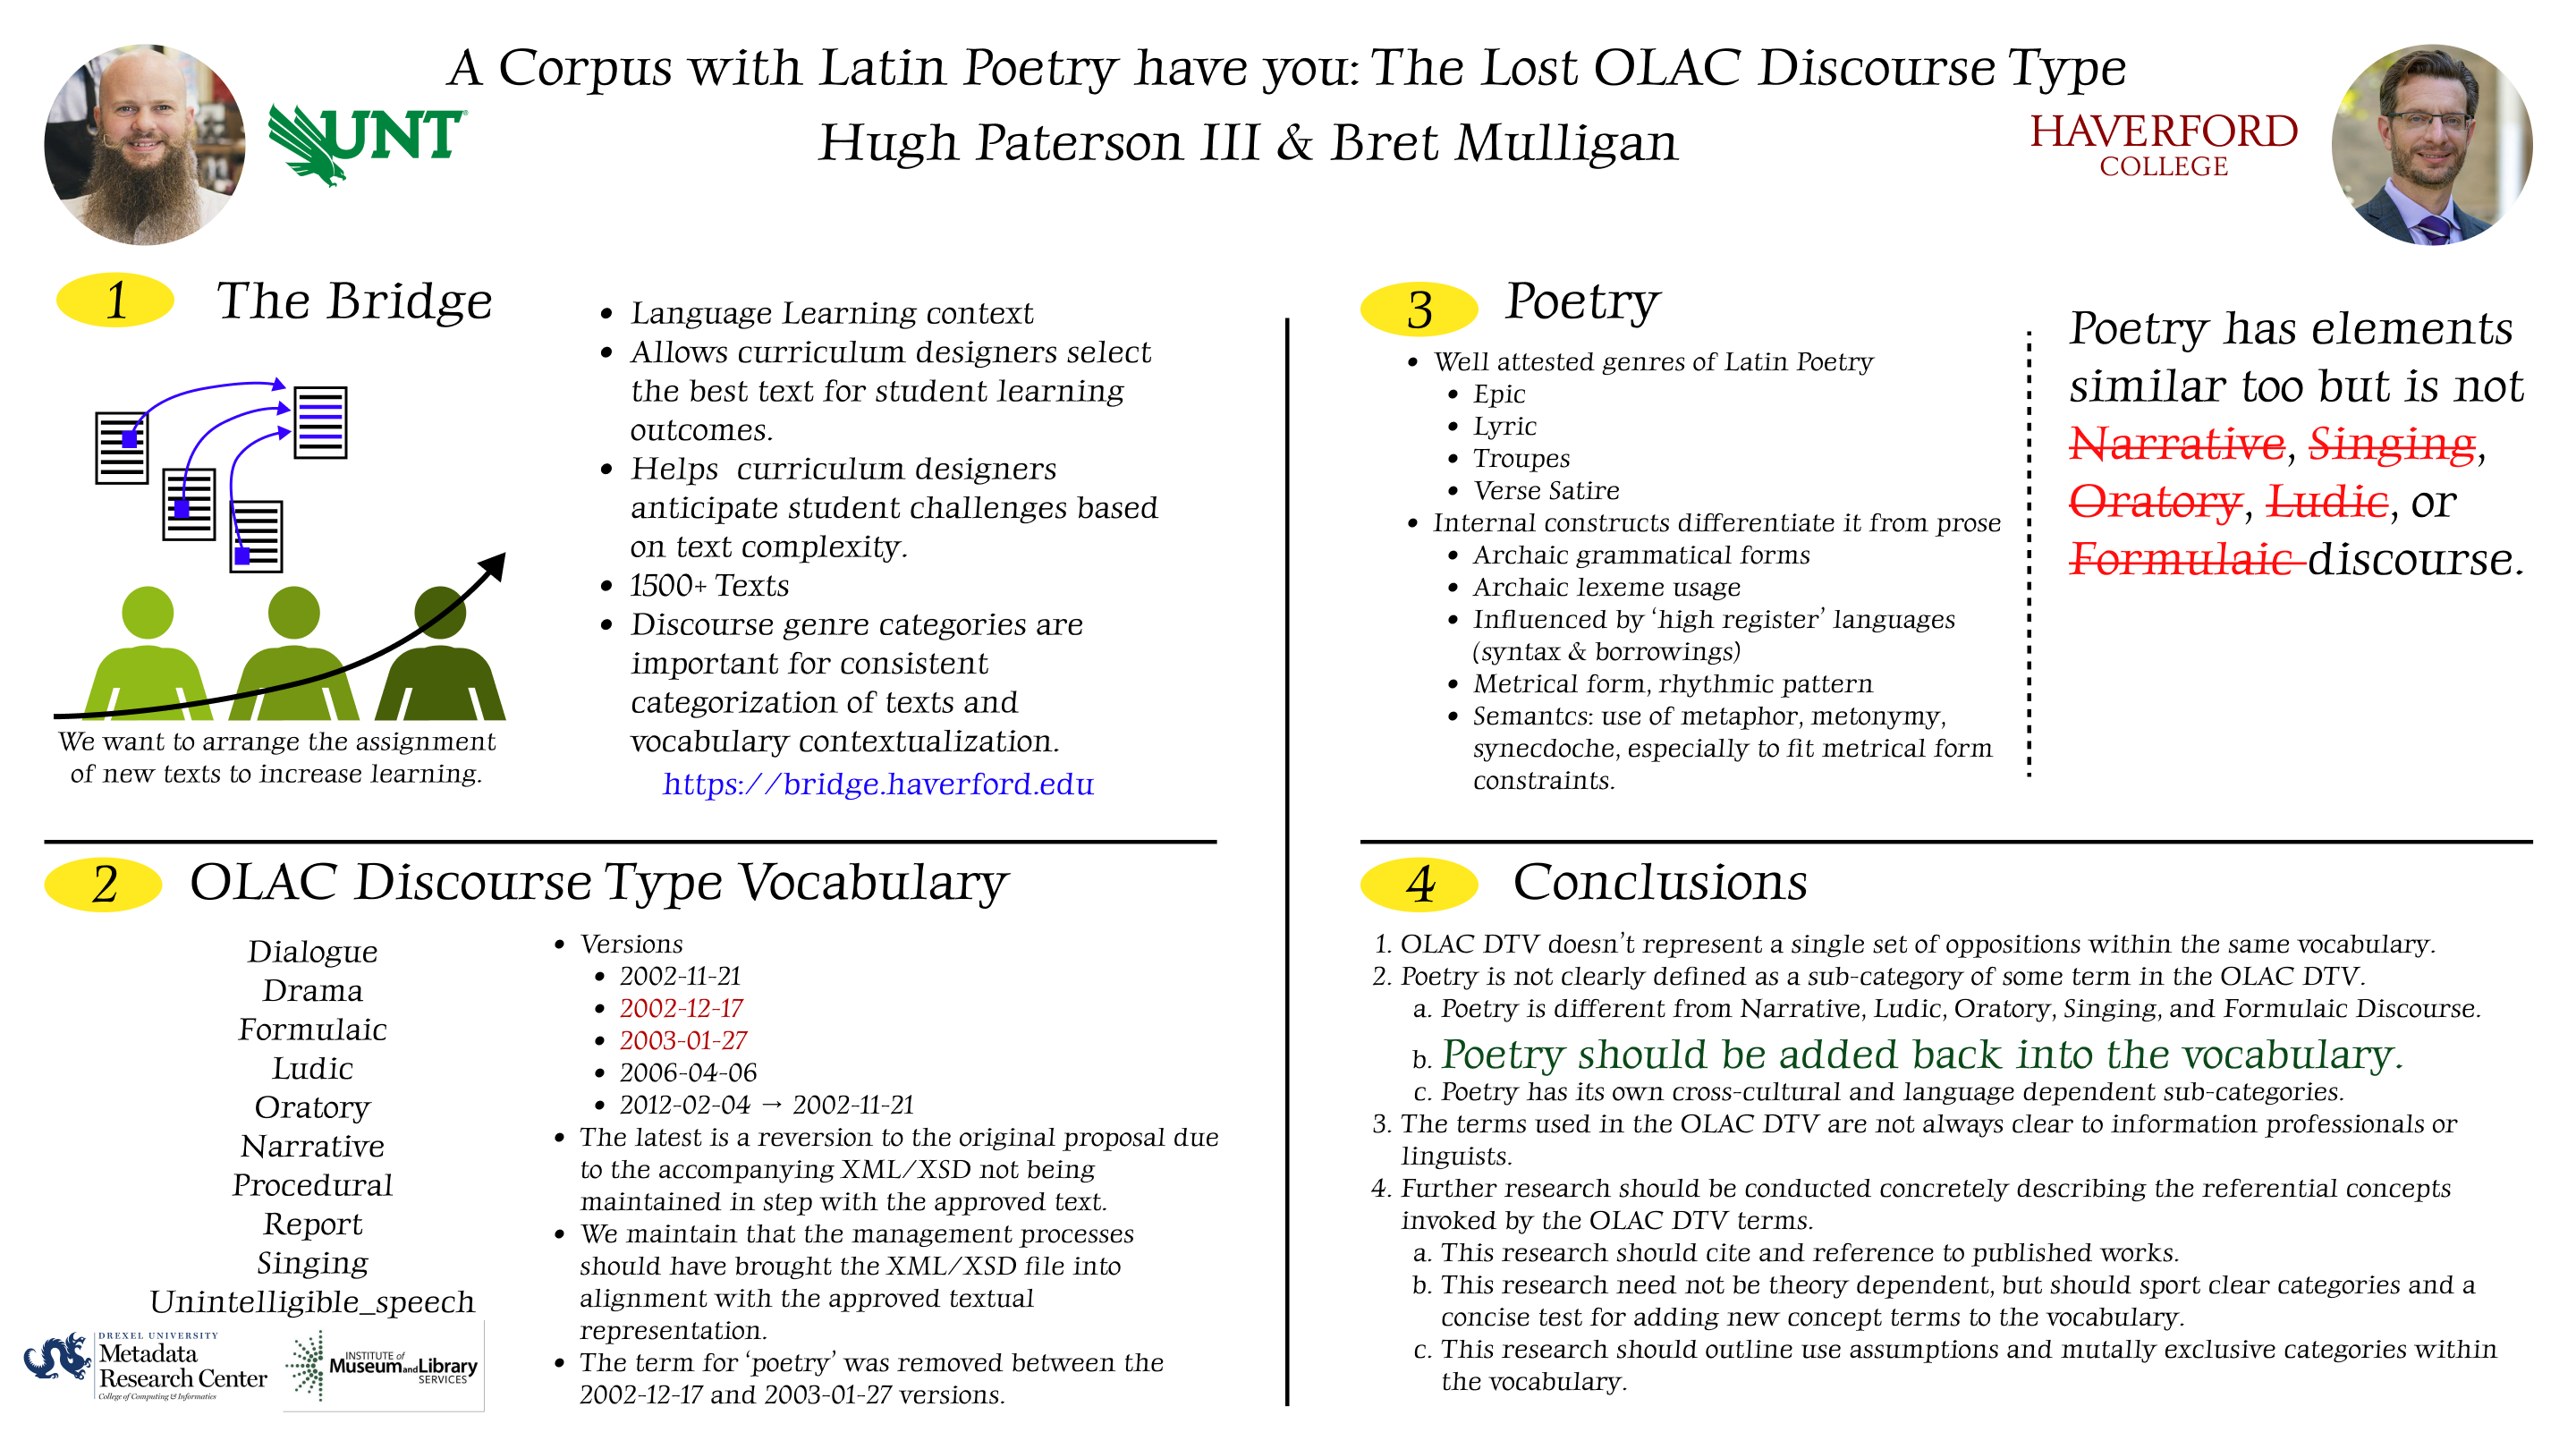 A Corpus with Latin Poetry have you: The Lost OLAC Discourse Type
Hugh Paterson III & Bret Mulligan
UNT
HAVERFORD
COLLEGE
1 The Bridge
We want to arrange the assignment
of new texts to increase learning.
• Language Learning context
• Allows curriculum designers select
the best text for student learning
outcomes.
• Helps curriculum designers
anticipate student challenges based
on text complexity.
• 1500+ Texts
• Discourse genre categories are
important for consistent
categorization of texts and
vocabulary contextualization.
https://bridge.haverford.edu
2 OLAC Discourse Type Vocabulary
Dialogue
Drama
Formulaic
Ludic
Oratory
Narrative
Procedural
Report
Singing
Unintelligible_speech
• Versions
• 2002-11-21
• 2002-12-17
• 2003-01-27
• 2006-04-06
• 2012-02-04 → 2002-11-21
• The latest is a reversion to the original proposal due
to the accompanying XML/XSD not being
maintained in step with the approved text.
• We maintain that the management processes
should have brought the XML/XSD file into
alignment with the approved textual
representation.
• The term for ‘poetry’ was removed between the
2002-12-17 and 2003-01-27 versions.
DREXEL UNIVERSITY
Metadata
Research Center
College of Computing & Informatics
INSTITUTE of
Museum and Library
SERVICES
3 Poetry
• Well attested genres of Latin Poetry
• Epic
• Lyric
• Troupes
• Verse Satire
• Internal constructs differentiate it from prose
• Archaic grammatical forms
• Archaic lexeme usage
• Influenced by ‘high register’ languages
(syntax & borrowings)
• Metrical form, rhythmic pattern
• Semantcs: use of metaphor, metonymy,
synecdoche, especially to fit metrical form
constraints.
Poetry has elements
similar too but is not
Narrative, Singing,
Oratory, Ludic, or
Formulaic discourse.
4 Conclusions
1. OLAC DTV doesn’t represent a single set of oppositions within the same vocabulary.
2. Poetry is not clearly defined as a sub-category of some term in the OLAC DTV.
a. Poetry is different from Narrative, Ludic, Oratory, Singing, and Formulaic Discourse.
b. Poetry should be added back into the vocabulary.
c. Poetry has its own cross-cultural and language dependent sub-categories.
3. The terms used in the OLAC DTV are not always clear to information professionals or
linguists.
4. Further research should be conducted concretely describing the referential concepts
invoked by the OLAC DTV terms.
a. This research should cite and reference to published works.
b. This research need not be theory dependent, but should sport clear categories and a
concise test for adding new concept terms to the vocabulary.
c. This research should outline use assumptions and mutally exclusive categories within
the vocabulary.